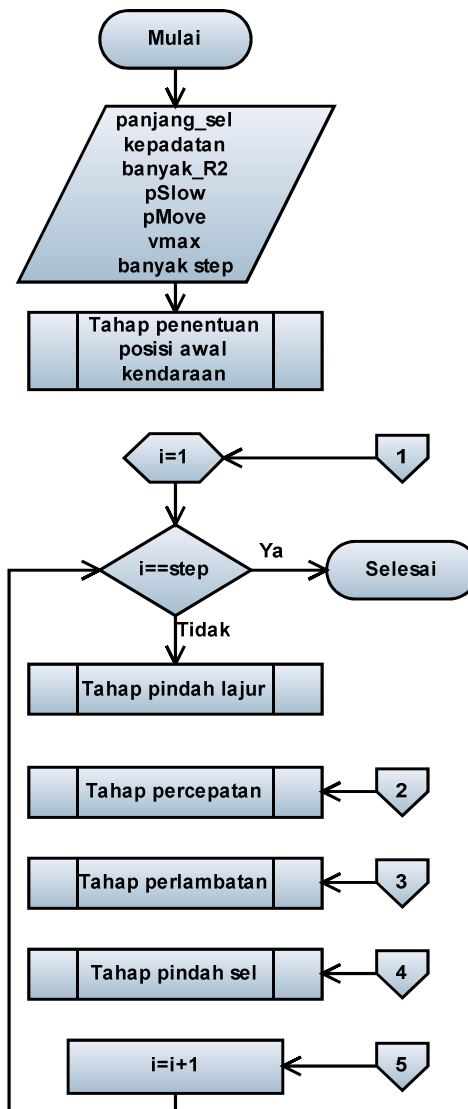 Mulai
panjang_sel
kepadatan
banyak_R2
pSlow
pMove
vmax
banyak step
Tahap penentuan
posisi awal
kendaraan
i=1
1
i==step
Ya
Selesai
Tidak
Tahap pindah lajur
Tahap percepatan
2
Tahap perlambatan
3
Tahap pindah sel
4
i=i+1
5